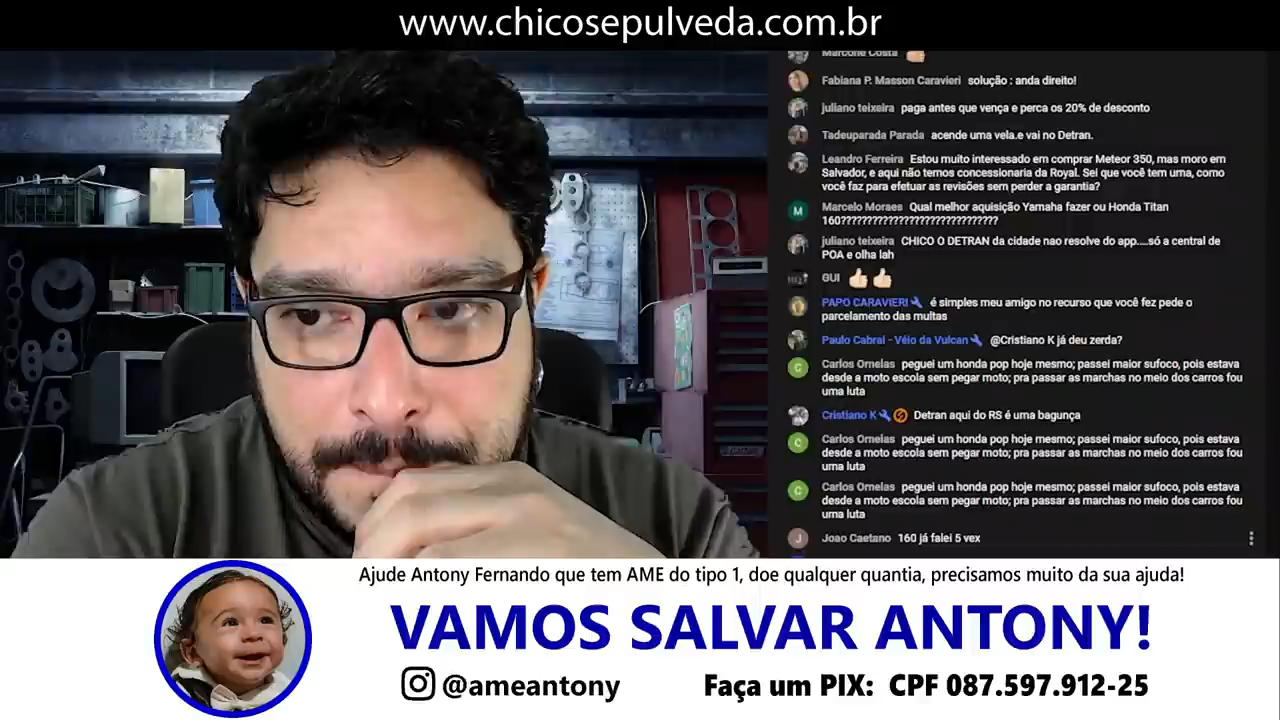 www.chicosepulveda.com.br
Marcone Costa
Fabiana P. Masson Caravieri solução : anda direito!
juliano teixeira paga antes que vença e perca os 20% de desconto
Tadeuparada Parada acende uma vela.e vai no Detran.
Leandro Ferreira Estou muito interessado em comprar Meteor 350, mas moro em
Salvador, e aqui não temos concessionaria da Royal. Sei que você tem uma, como
você faz para efetuar as revisões sem perder a garantia?
M Marcelo Moraes Qual melhor aquisição Yamaha fazer ou Honda Titan
160??????????????????????????????
juliano teixeira CHICO O DETRAN da cidade nao resolve do app....só a central de
POA e olha lah
GUI
PAPO CARAVIERI é simples meu amigo no recurso que você fez pede o
parcelamento das multas
Paulo Cabral - Véio da Vulcan @Cristiano K já deu zerda?
C Carlos Ornelas peguei um honda pop hoje mesmo; passei maior sufoco, pois estava
desde a moto escola sem pegar moto; pra passar as marchas no meio dos carros fou
uma luta
Cristiano K Detran aqui do RS é uma bagunça
C Carlos Ornelas peguei um honda pop hoje mesmo; passei maior sufoco, pois estava
desde a moto escola sem pegar moto; pra passar as marchas no meio dos carros fou
uma luta
C Carlos Ornelas peguei um honda pop hoje mesmo; passei maior sufoco, pois estava
desde a moto escola sem pegar moto; pra passar as marchas no meio dos carros fou
uma luta
J Joao Caetano 160 já falei 5 vex
Ajude Antony Fernando que tem AME do tipo 1, doe qualquer quantia, precisamos muito da sua ajuda!
VAMOS SALVAR ANTONY!
@ameantony Faça um PIX: CPF 087.597.912-25